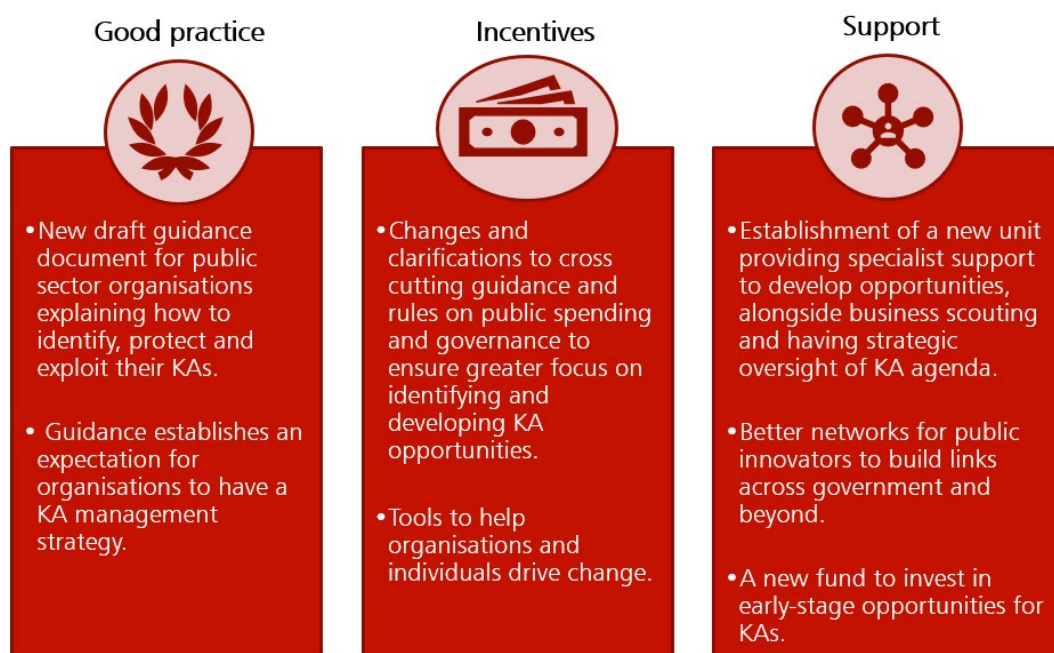 Good practice
•New draft guidance
document for public
sector organisations
explaining how to
identify, protect and
exploit their KAs.
• Guidance establishes an
expectation for
organisations to have a
KA management
strategy.
Incentives
•Changes and
clarifications to cross
cutting guidance and
rules on public spending
and governance to
ensure greater focus on
identifying and
developing KA
opportunities.
•Tools to help
organisations and
individuals drive change.
Support
•Establishment of a new unit
providing specialist support
to develop opportunities,
alongside business scouting
and having strategic
oversight of KA agenda.
•Better networks for public
innovators to build links
across government and
beyond.
•A new fund to invest in
early-stage opportunities for
KAs.